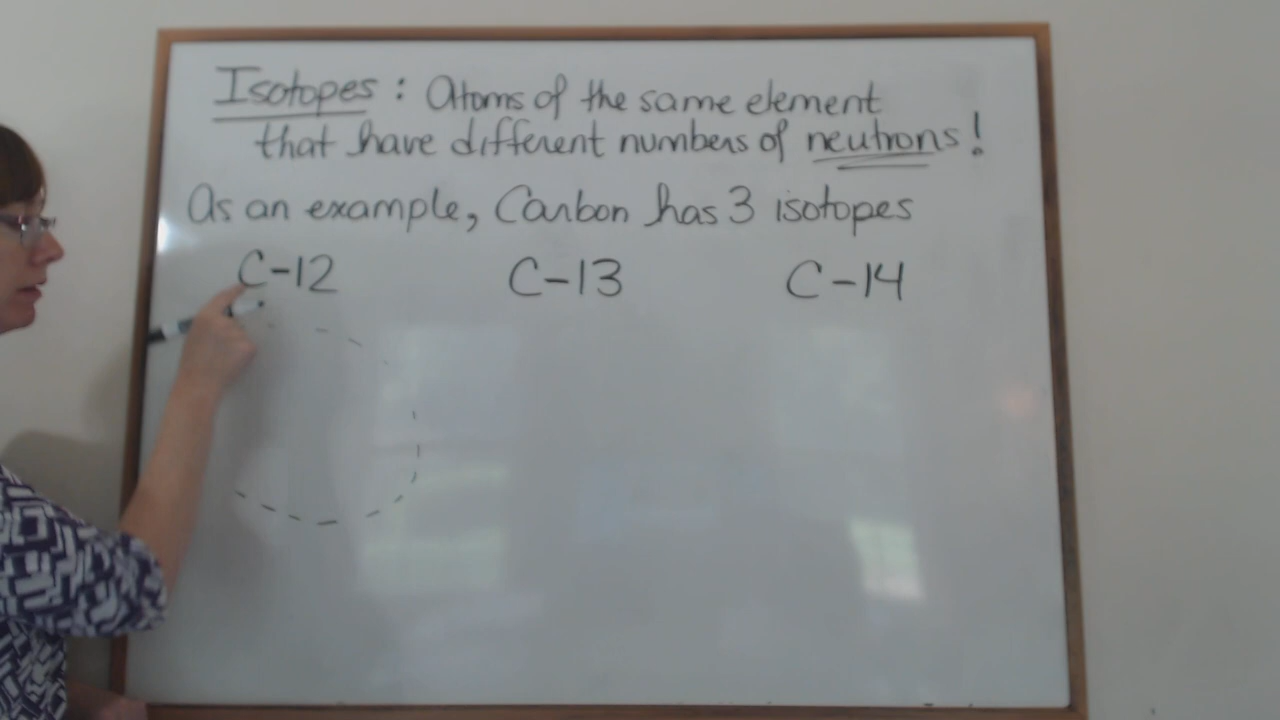 Isotopes: Atoms of the same element
that have different numbers of neutrons!
As an example, Carbon has 3 isotopes
C-12 C-13 C-14